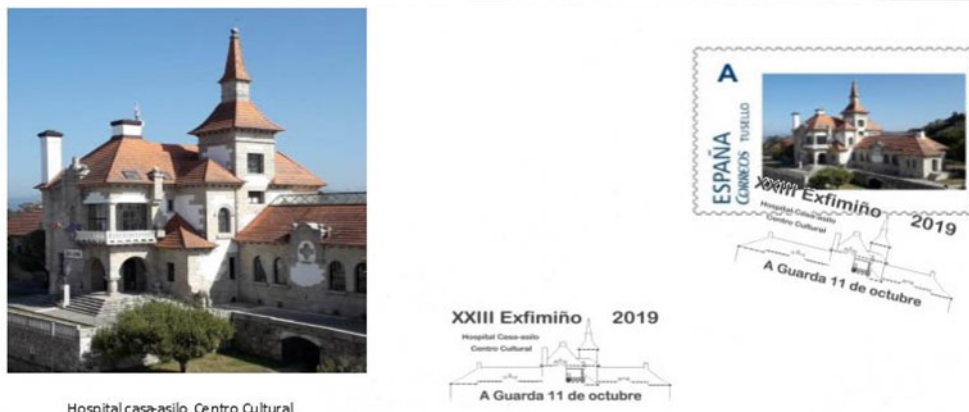 A
ESPAÑA
CORREOS TUSELLO
XXIII Exfimiño 2019
Hospital Casa-asilo
Centro Cultural
A Guarda 11 de octubre
XXIII Exfimiño 2019
Hospital Casa-asilo
Centro Cultural
A Guarda 11 de octubre
Hospital casa-asilo. Centro Cultural